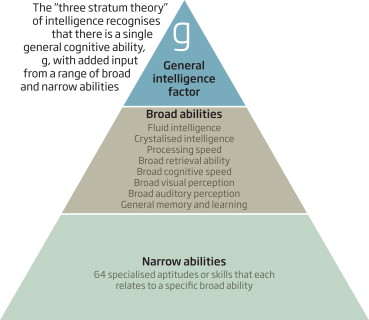 The "three stratum theory"
of intelligence recognises
that there is a single
general cognitive ability,
g, with added input
from a range of broad
and narrow abilities
g
General
intelligence
factor
Broad abilities
Fluid intelligence
Crystalised intelligence
Processing speed
Broad retrieval ability
Broad cognitive speed
Broad visual perception
Broad auditory perception
General memory and learning
Narrow abilities
64 specialised aptitudes or skills that each
relates to a specific broad ability